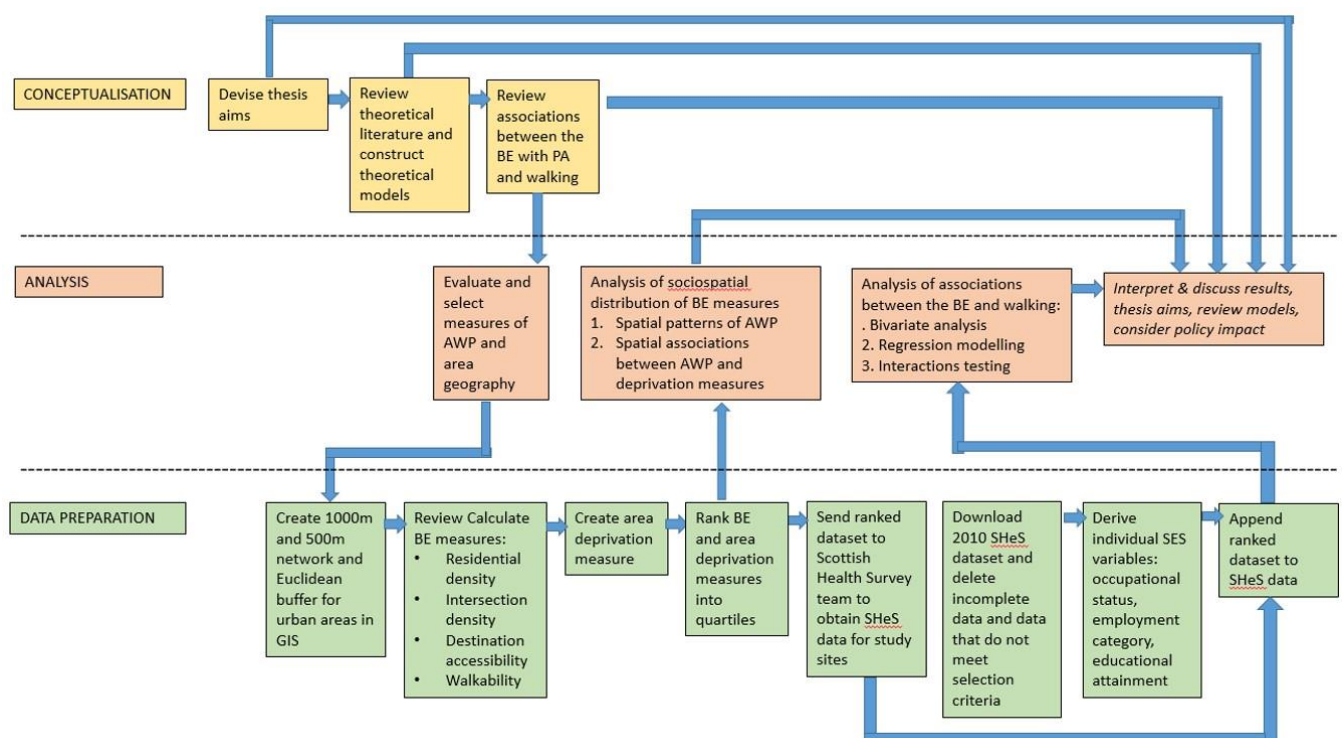 CONCEPTUALISATION
Devise thesis
aims
Review
theoretical
literature and
construct
theoretical
models
Review
associations
between the
BE with PA
and walking
ANALYSIS
Evaluate and
select
measures of
AWP and
area
geography
Analysis of sociospatial
distribution of BE measures
1. Spatial patterns of AWP
2. Spatial associations
between AWP and
deprivation measures
Analysis of associations
between the BE and walking:
. Bivariate analysis
2. Regression modelling
3. Interactions testing
Interpret & discuss results,
thesis aims, review models,
consider policy impact
DATA PREPARATION
Create 1000m
and 500m
network and
Euclidean
buffer for
urban areas in
GIS
Review Calculate
BE measures:
• Residential
density
• Intersection
density
• Destination
accessibility
• Walkability
Create area
deprivation
measure
Rank BE
and area
deprivation
measures
into
quartiles
Send ranked
dataset to
Scottish
Health Survey
team to
obtain SHeS
data for study
sites
Download
2010 SHeS
dataset and
delete
incomplete
data and data
that do not
meet
selection
criteria
Derive
individual SES
variables:
occupational
status,
employment
category,
educational
attainment
Append
ranked
dataset to
SHeS data